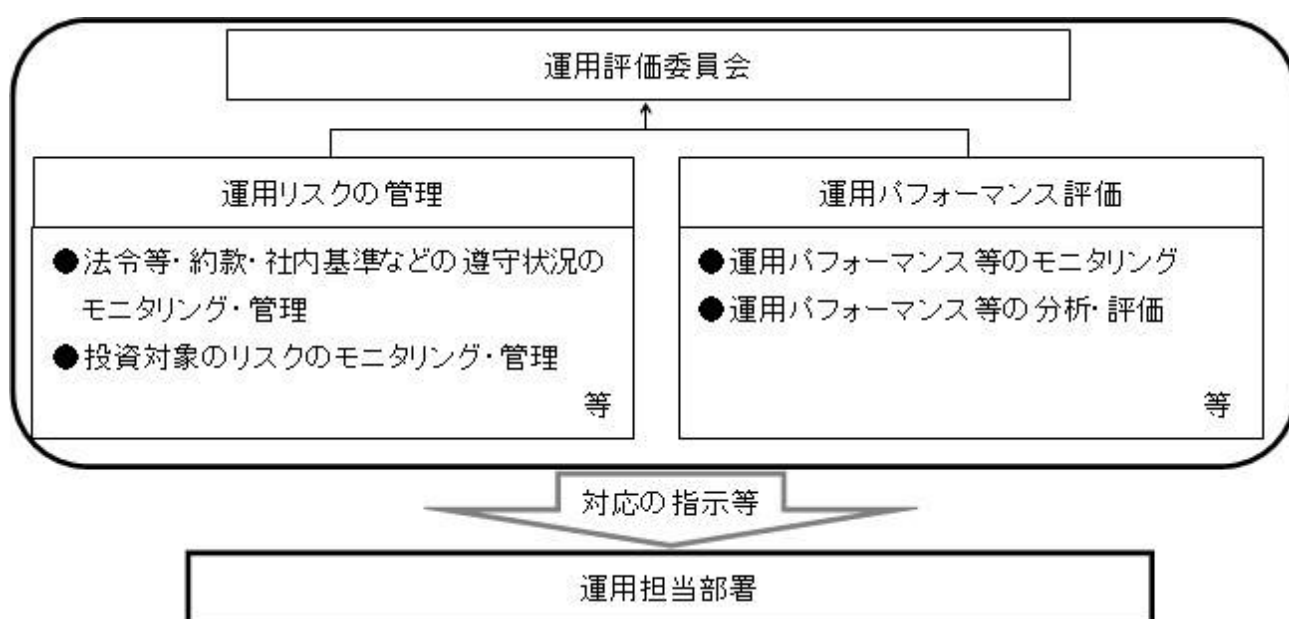 運用評価委員会
運用リスクの管理
●法令等・約款・社内基準などの遵守状況の
モニタリング・管理
●投資対象のリスクのモニタリング・管理
等
運用パフォーマンス評価
●運用パフォーマンス等のモニタリング
●運用パフォーマンス等の分析・評価
等
対応の指示等
運用担当部署